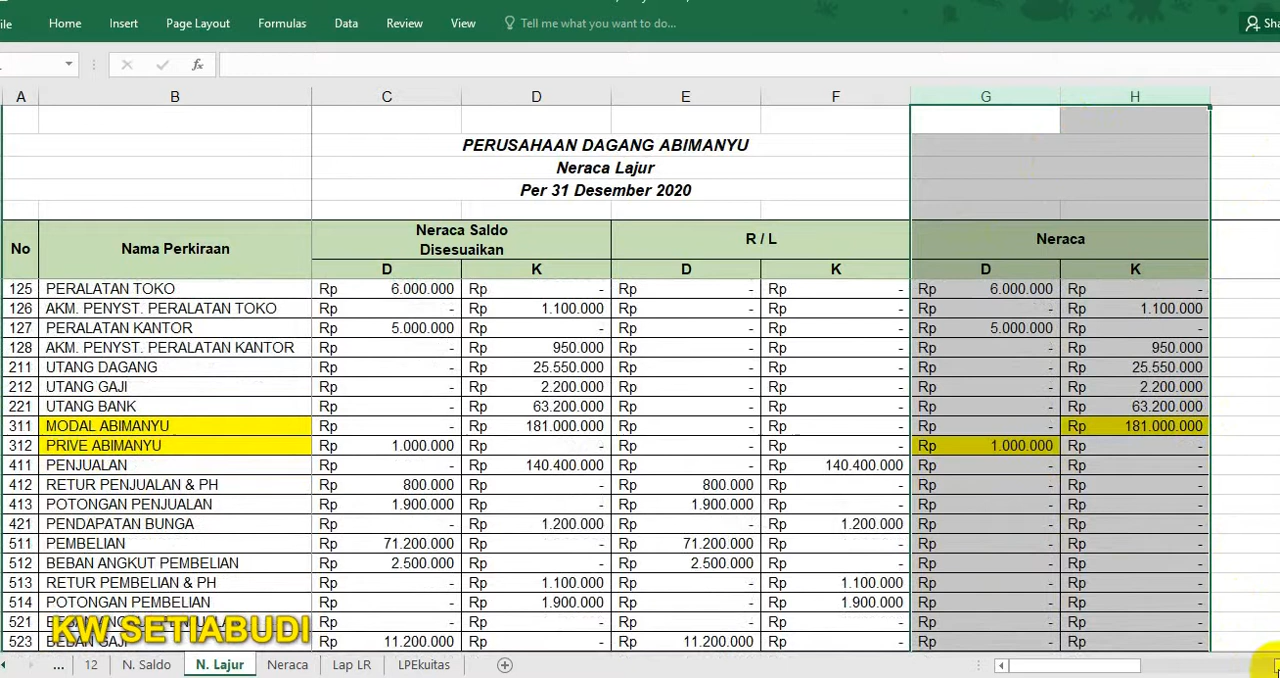 ile Home Insert Page Layout Formulas Data Review View Tell me what you want to do... Sha
fx
A B C D E F G H
PERUSAHAAN DAGANG ABIMANYU
Neraca Lajur
Per 31 Desember 2020
No Nama Perkiraan Neraca Saldo Disesuaikan R / L Neraca
D K D K D K
125 PERALATAN TOKO Rp 6.000.000 Rp - Rp - Rp - Rp 6.000.000 Rp -
126 AKM. PENYST. PERALATAN TOKO Rp - Rp 1.100.000 Rp - Rp - Rp - Rp 1.100.000
127 PERALATAN KANTOR Rp 5.000.000 Rp - Rp - Rp - Rp 5.000.000 Rp -
128 AKM. PENYST. PERALATAN KANTOR Rp - Rp 950.000 Rp - Rp - Rp - Rp 950.000
211 UTANG DAGANG Rp - Rp 25.550.000 Rp - Rp - Rp - Rp 25.550.000
212 UTANG GAJI Rp - Rp 2.200.000 Rp - Rp - Rp - Rp 2.200.000
221 UTANG BANK Rp - Rp 63.200.000 Rp - Rp - Rp - Rp 63.200.000
311 MODAL ABIMANYU Rp - Rp 181.000.000 Rp - Rp - Rp - Rp 181.000.000
312 PRIVE ABIMANYU Rp 1.000.000 Rp - Rp - Rp - Rp 1.000.000 Rp -
411 PENJUALAN Rp - Rp 140.400.000 Rp - Rp 140.400.000 Rp - Rp -
412 RETUR PENJUALAN & PH Rp 800.000 Rp - Rp 800.000 Rp - Rp - Rp -
413 POTONGAN PENJUALAN Rp 1.900.000 Rp - Rp 1.900.000 Rp - Rp - Rp -
421 PENDAPATAN BUNGA Rp - Rp 1.200.000 Rp - Rp 1.200.000 Rp - Rp -
511 PEMBELIAN Rp 71.200.000 Rp - Rp 71.200.000 Rp - Rp - Rp -
512 BEBAN ANGKUT PEMBELIAN Rp 2.500.000 Rp - Rp 2.500.000 Rp - Rp - Rp -
513 RETUR PEMBELIAN & PH Rp - Rp 1.100.000 Rp - Rp 1.100.000 Rp - Rp -
514 POTONGAN PEMBELIAN Rp - Rp 1.900.000 Rp - Rp 1.900.000 Rp - Rp -
521 Rp - Rp - Rp - Rp - Rp - Rp -
KW SETIABUDI
523 BEBAN GAJI Rp 11.200.000 Rp - Rp 11.200.000 Rp - Rp - Rp -
... 12 N. Saldo N. Lajur Neraca Lap LR LPEkuitas